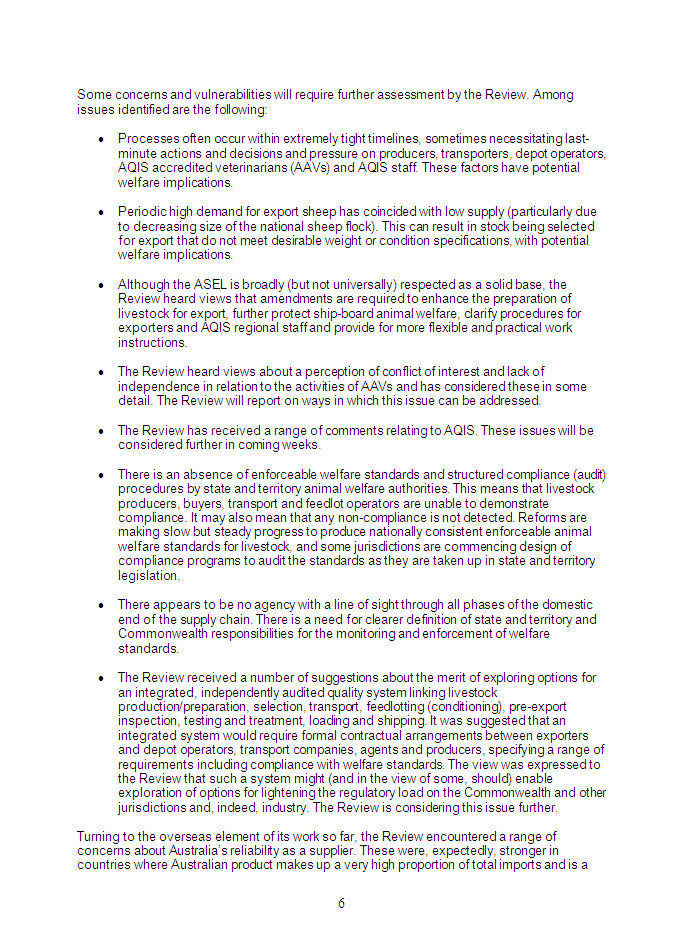 Some concerns and vulnerabilities will require further assessment by the Review. Among
issues identified are the following:
• Processes often occur within extremely tight timelines, sometimes necessitating last-
minute actions and decisions and pressure on producers, transporters, depot operators,
AQIS accredited veterinarians (AAVs) and AQIS staff. These factors have potential
welfare implications.
• Periodic high demand for export sheep has coincided with low supply (particularly due
to decreasing size of the national sheep flock). This can result in stock being selected
for export that do not meet desirable weight or condition specifications, with potential
welfare implications.
• Although the ASEL is broadly (but not universally) respected as a solid base, the
Review heard views that amendments are required to enhance the preparation of
livestock for export, further protect ship-board animal welfare, clarify procedures for
exporters and AQIS regional staff and provide for more flexible and practical work
instructions.
• The Review heard views about a perception of conflict of interest and lack of
independence in relation to the activities of AAVs and has considered these in some
detail. The Review will report on ways in which this issue can be addressed.
• The Review has received a range of comments relating to AQIS. These issues will be
considered further in coming weeks.
• There is an absence of enforceable welfare standards and structured compliance (audit)
procedures by state and territory animal welfare authorities. This means that livestock
producers, buyers, transport and feedlot operators are unable to demonstrate
compliance. It may also mean that any non-compliance is not detected. Reforms are
making slow but steady progress to produce nationally consistent enforceable animal
welfare standards for livestock, and some jurisdictions are commencing design of
compliance programs to audit the standards as they are taken up in state and territory
legislation.
• There appears to be no agency with a line of sight through all phases of the domestic
end of the supply chain. There is a need for clearer definition of state and territory and
Commonwealth responsibilities for the monitoring and enforcement of welfare
standards.
• The Review received a number of suggestions about the merit of exploring options for
an integrated, independently audited quality system linking livestock
production/preparation, selection, transport, feedlotting (conditioning), pre-export
inspection, testing and treatment, loading and shipping. It was suggested that an
integrated system would require formal contractual arrangements between exporters
and depot operators, transport companies, agents and producers, specifying a range of
requirements including compliance with welfare standards. The view was expressed to
the Review that such a system might (and in the view of some, should) enable
exploration of options for lightening the regulatory load on the Commonwealth and other
jurisdictions and, indeed, industry. The Review is considering this issue further.
Turning to the overseas element of its work so far, the Review encountered a range of
concerns about Australia's reliability as a supplier. These were, expectedly, stronger in
countries where Australian product makes up a very high proportion of total imports and is a
6